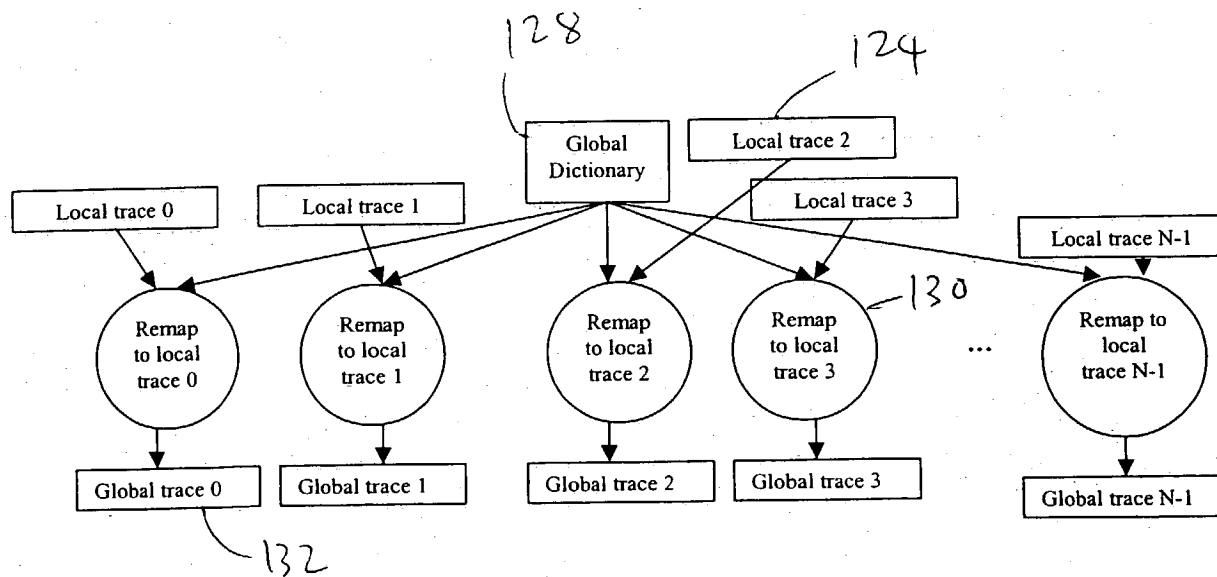 128
124
Global
Dictionary
Local trace 2
Local trace 0
Local trace 1
Local trace 3
Local trace N-1
130
Remap
to local
trace 0
Remap
to local
trace 1
Remap
to local
trace 2
Remap
to local
trace 3
...
Remap to
local
trace N-1
Global trace 0
Global trace 1
Global trace 2
Global trace 3
Global trace N-1
132